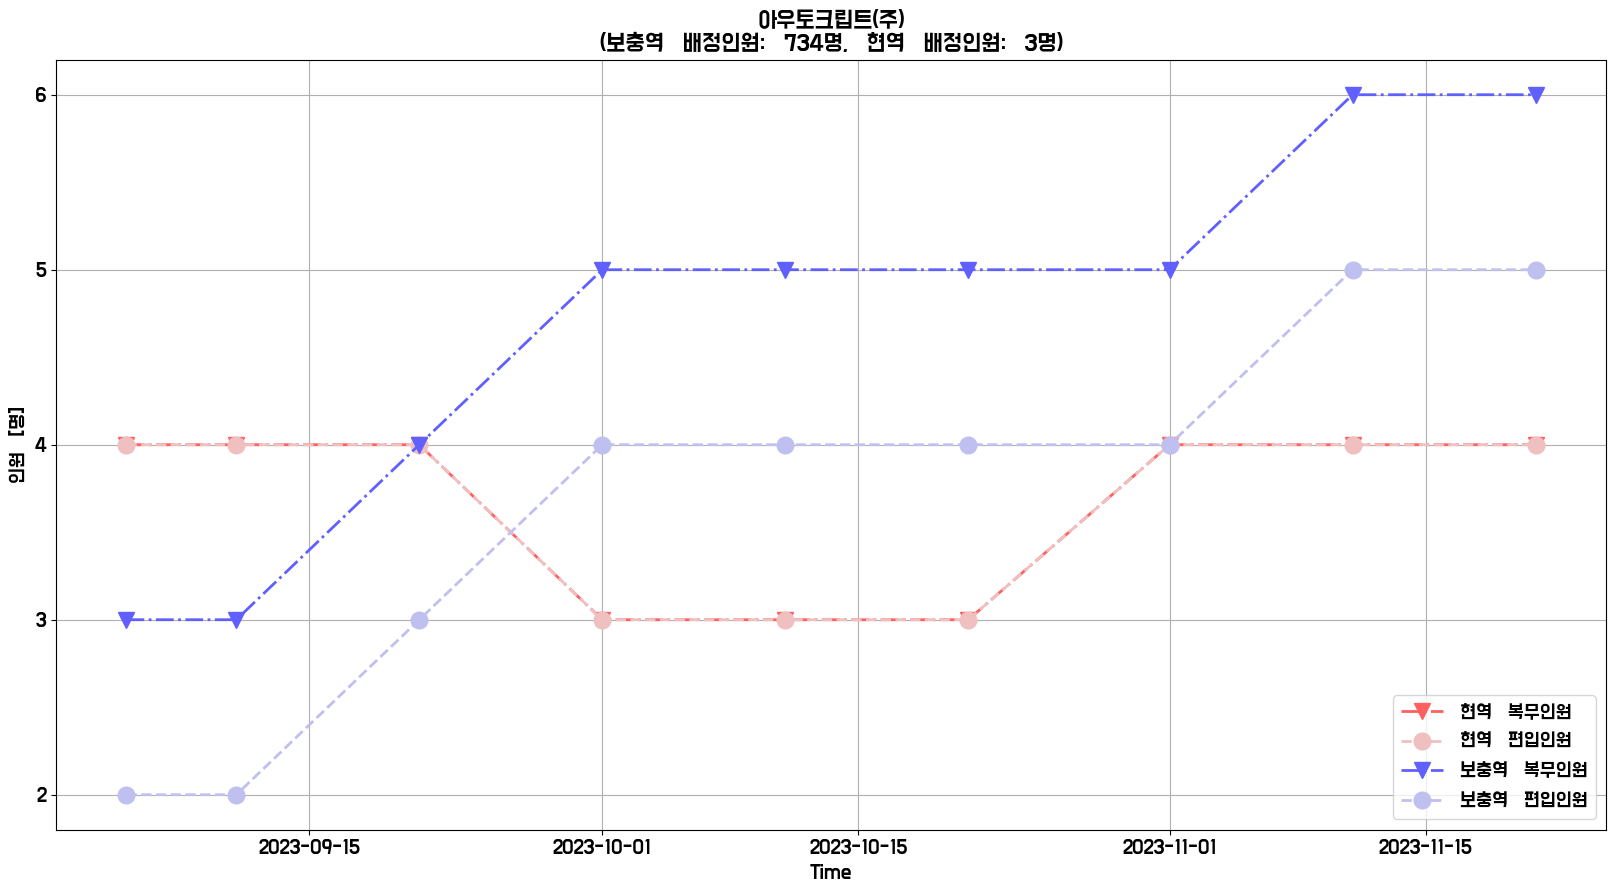 아우토크립트(주)
(보충역 배정인원: 734명, 현역 배정인원: 3명)
인원 [명]
6
5
4
3
2
현역 복무인원
현역 편입인원
보충역 복무인원
보충역 편입인원
2023-09-15 2023-10-01 2023-10-15 2023-11-01 2023-11-15
Time